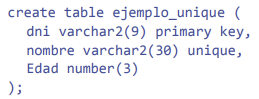 create table ejemplo_unique (
dni varchar2(9) primary key,
nombre varchar2(30) unique,
Edad number(3)
);